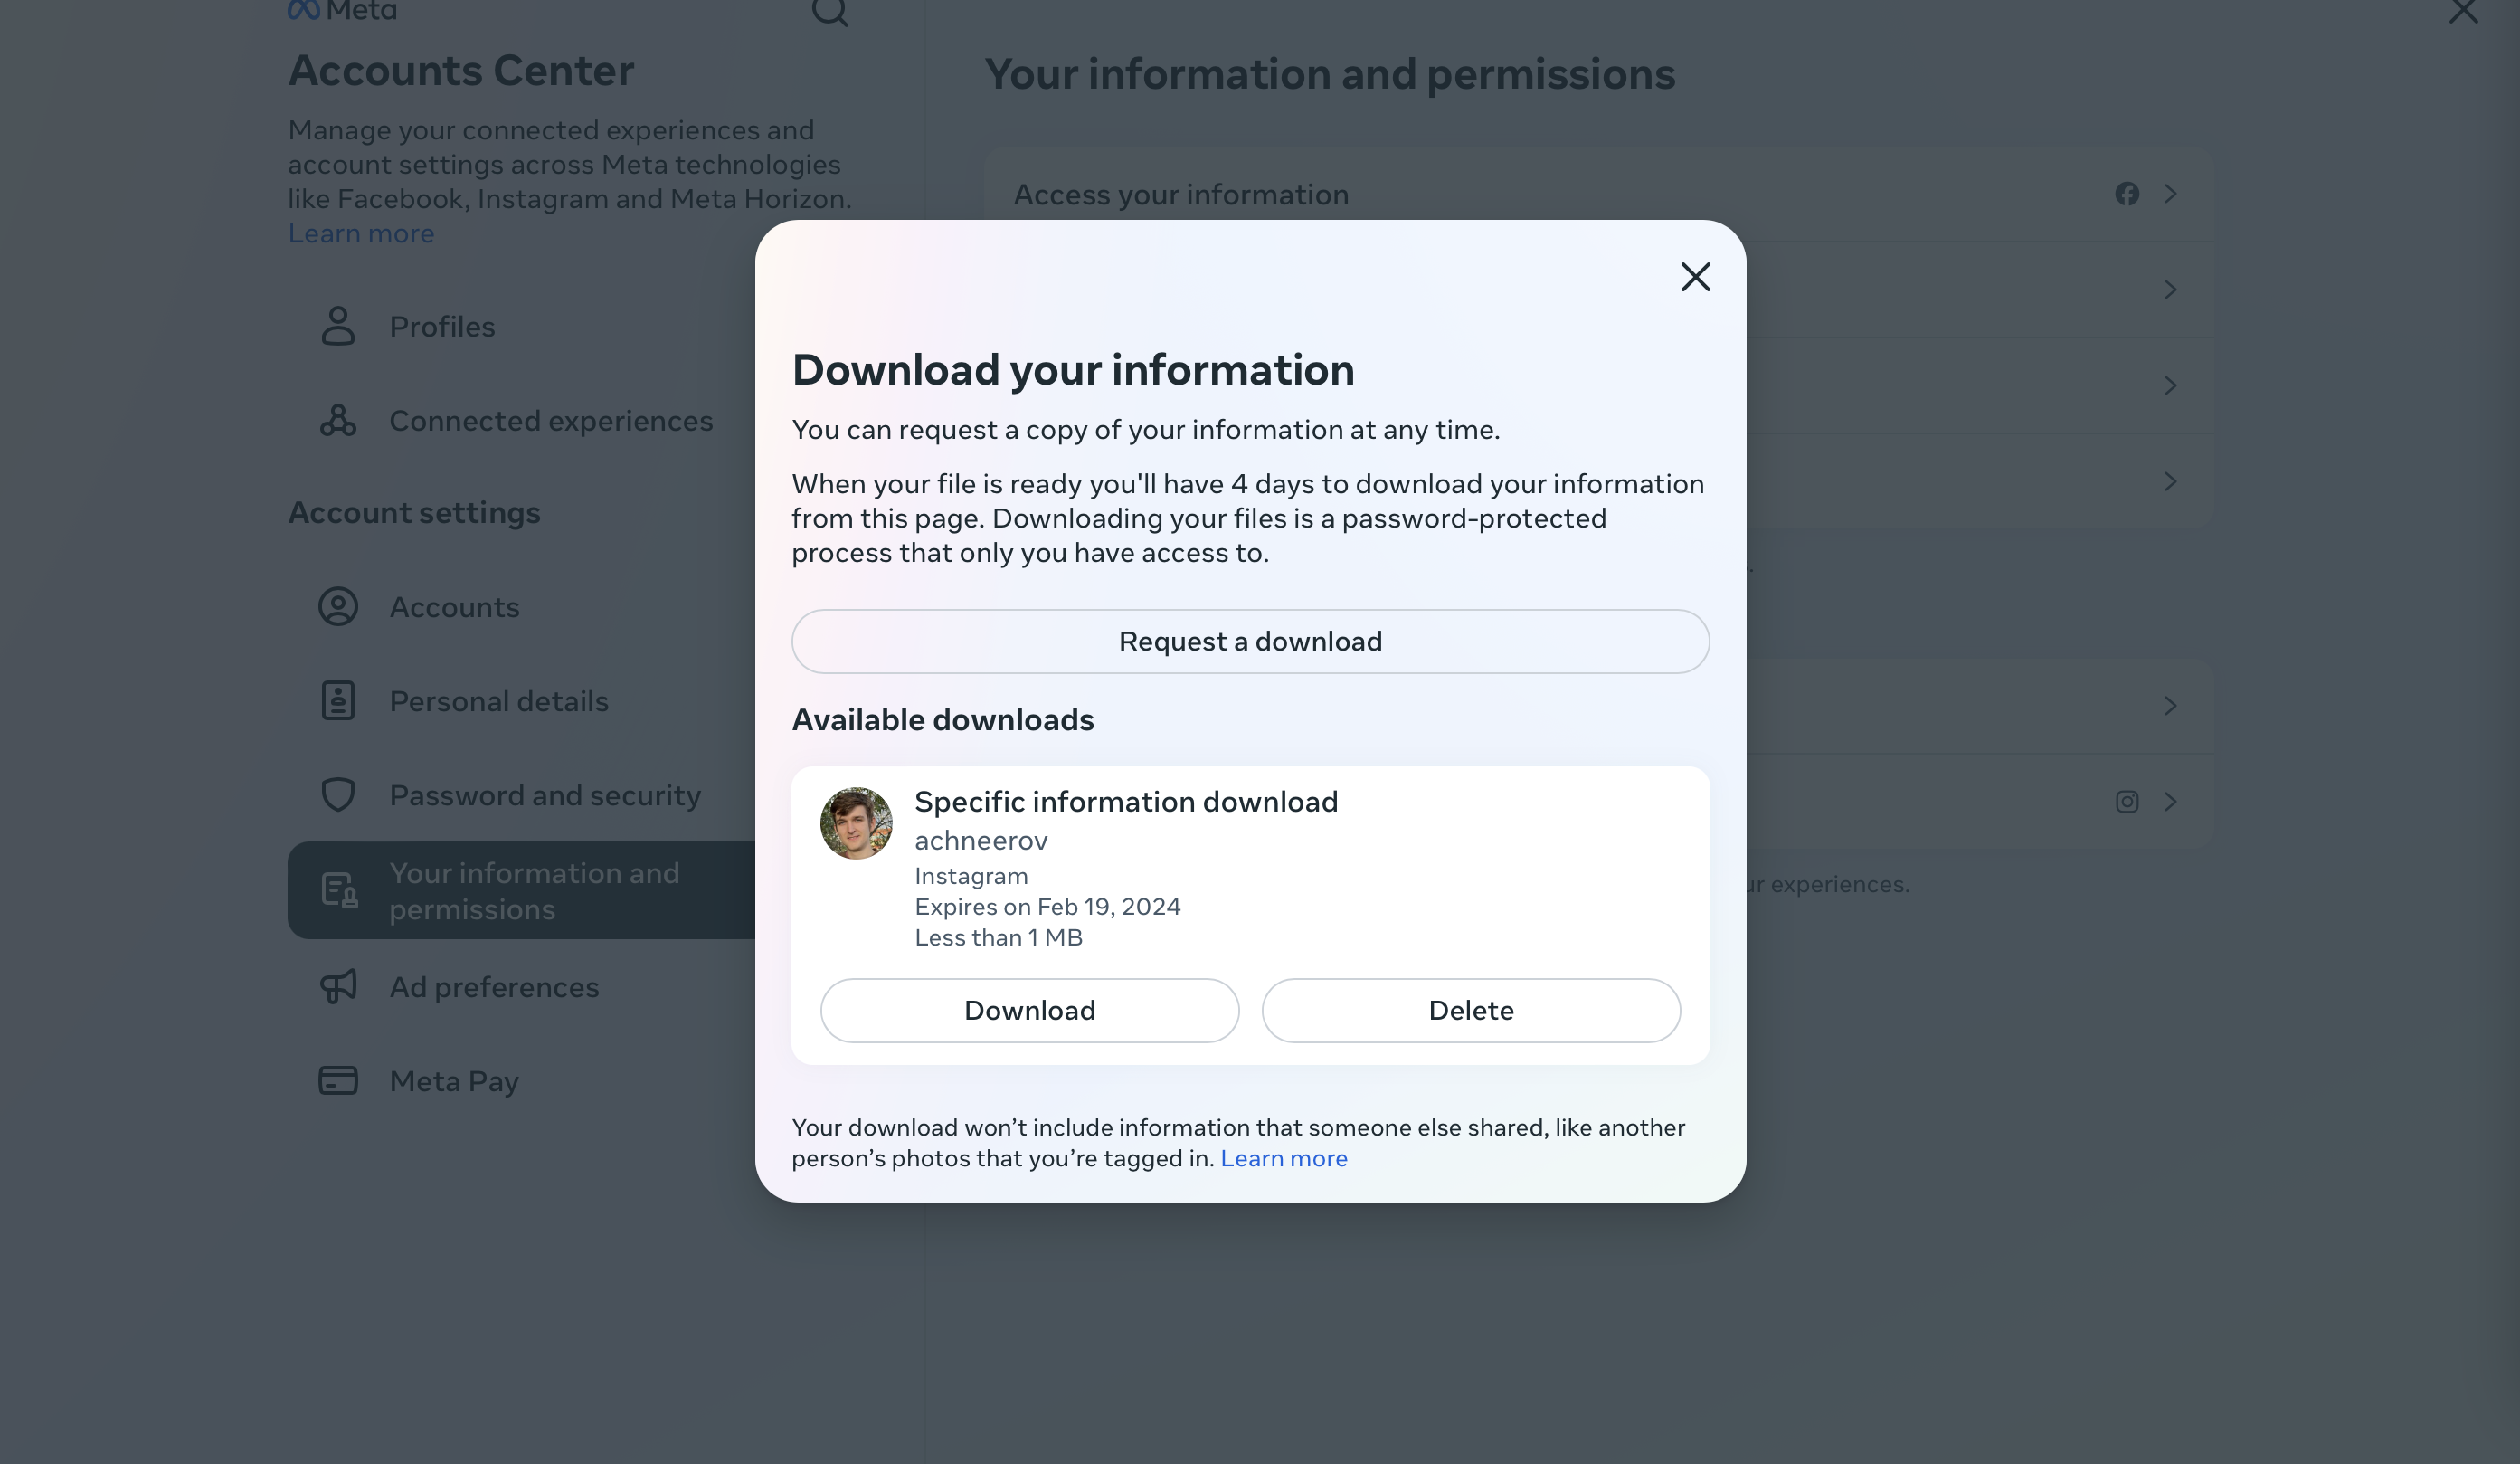 Meta
Accounts Center
Manage your connected experiences and
account settings across Meta technologies
like Facebook, Instagram and Meta Horizon.
Learn more
Profiles
Connected experiences
Account settings
Accounts
Personal details
Password and security
Your information and
permissions
Ad preferences
Meta Pay
Your information and permissions
Access your information
experiences.
Download your information
You can request a copy of your information at any time.
When your file is ready you'll have 4 days to download your information
from this page. Downloading your files is a password-protected
process that only you have access to.
Request a download
Available downloads
Specific information download
achneerov
Instagram
Expires on Feb 19, 2024
Less than 1 MB
Download
Delete
Your download won’t include information that someone else shared, like another
person’s photos that you’re tagged in. Learn more